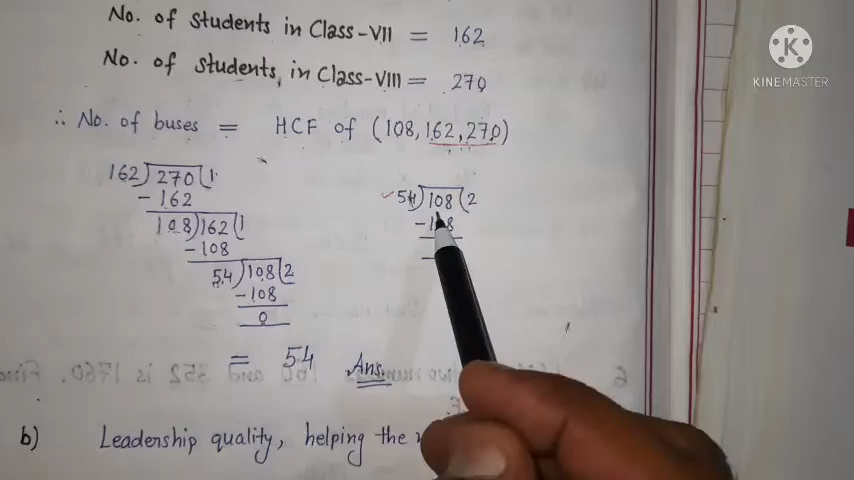 No. of students in Class-VII = 162
No. of students, in Class-VIII = 270
∴ No. of buses = HCF of (108, 162, 270)
162) 270 (1
- 162
108) 162 (1
- 108
54) 108 (2
- 108
0
54) 108 (2
- 108
= 54 Ans.
b) Leadership quality, helping the
K
KINEMASTER